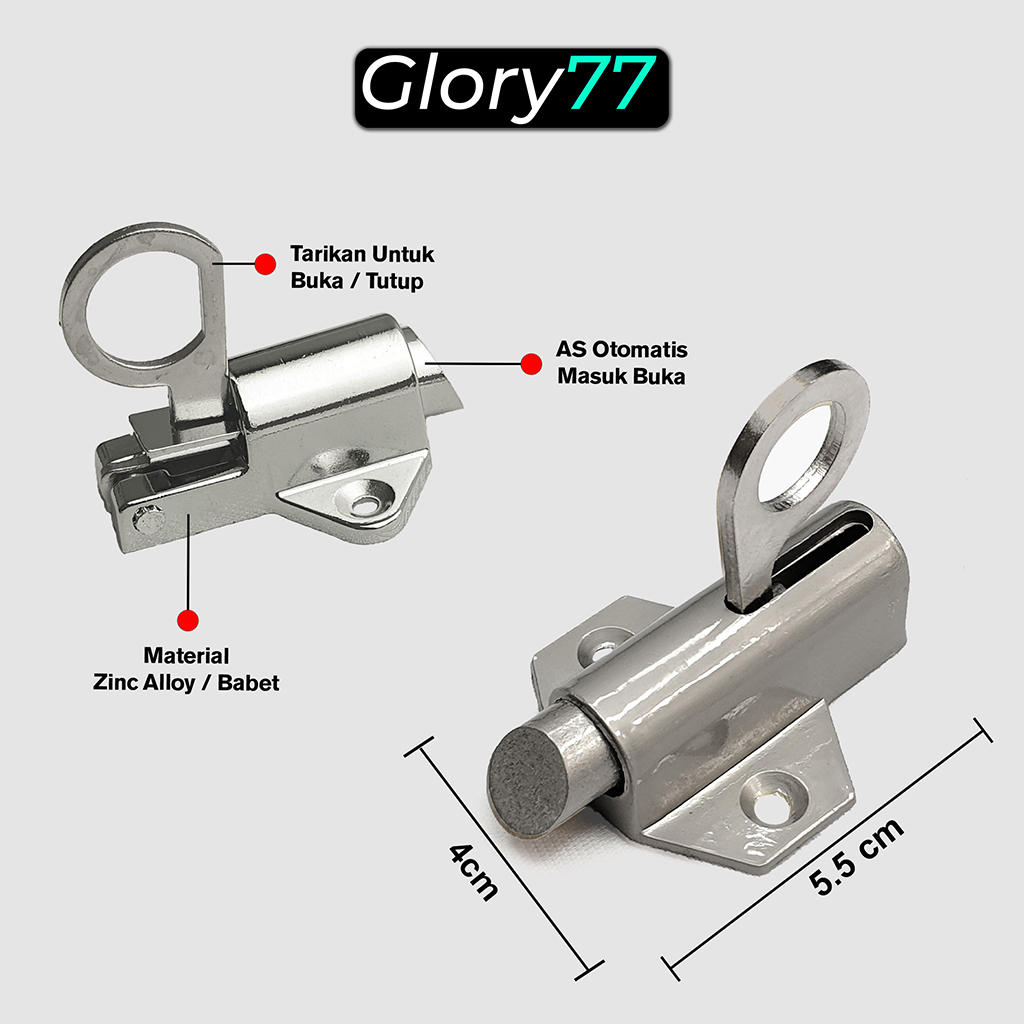 Glory77
Tarikan Untuk
Buka / Tutup
AS Otomatis
Masuk Buka
Material
Zinc Alloy / Babet
4cm
5.5 cm